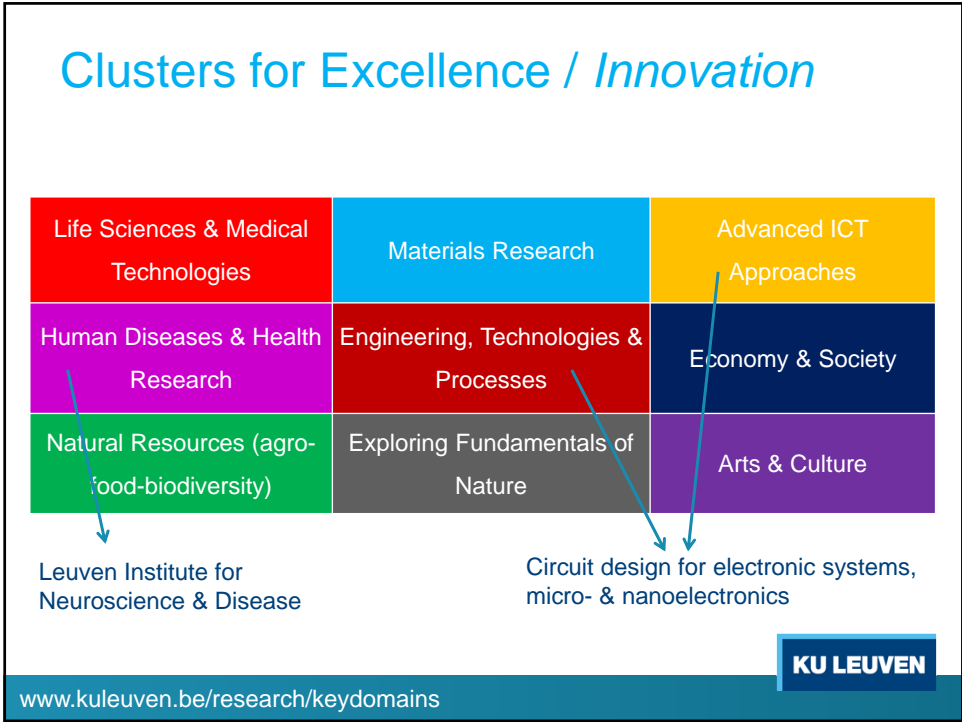 Clusters for Excellence / Innovation
Life Sciences & Medical
Technologies
Materials Research
Advanced ICT
Approaches
Human Diseases & Health
Research
Engineering, Technologies &
Processes
Economy & Society
Natural Resources (agro-
food-biodiversity)
Exploring Fundamentals of
Nature
Arts & Culture
Leuven Institute for
Neuroscience & Disease
Circuit design for electronic systems,
micro- & nanoelectronics
KU LEUVEN
www.kuleuven.be/research/keydomains